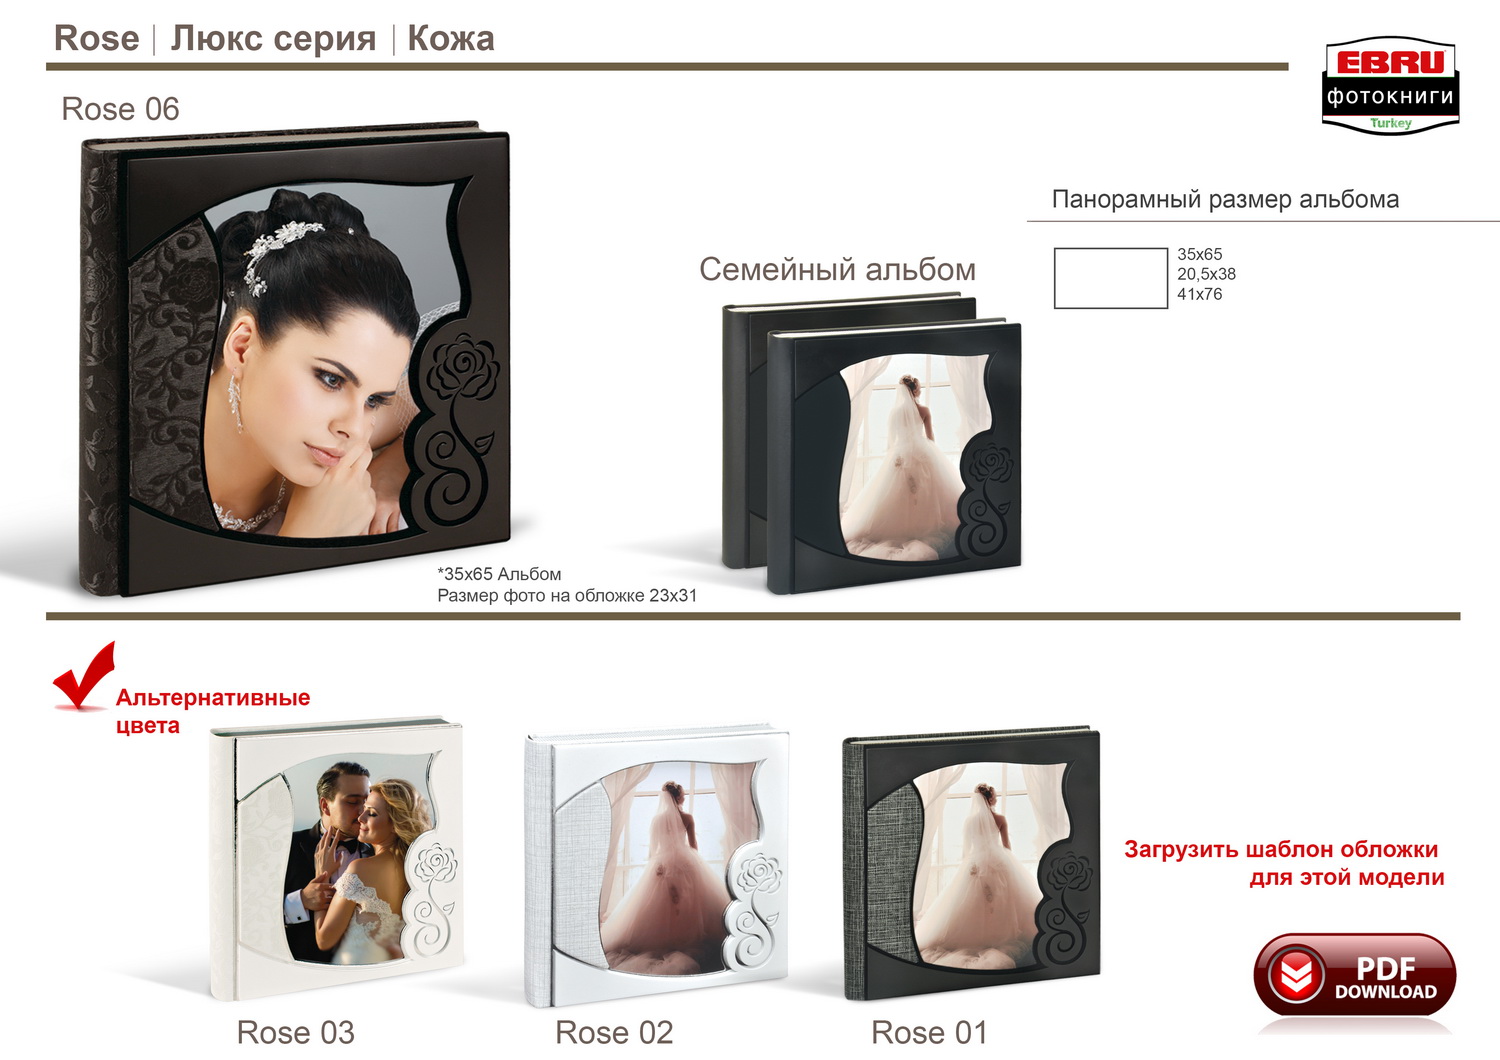 Rose | Люкс серия | Кожа
EBRU
фотокниги
Turkey
Rose 06
Панорамный размер альбома
35x65
20,5x38
41x76
Семейный альбом
*35x65 Альбом
Размер фото на обложке 23x31
Альтернативные
цвета
Загрузить шаблон обложки
для этой модели
PDF
DOWNLOAD
Rose 03
Rose 02
Rose 01